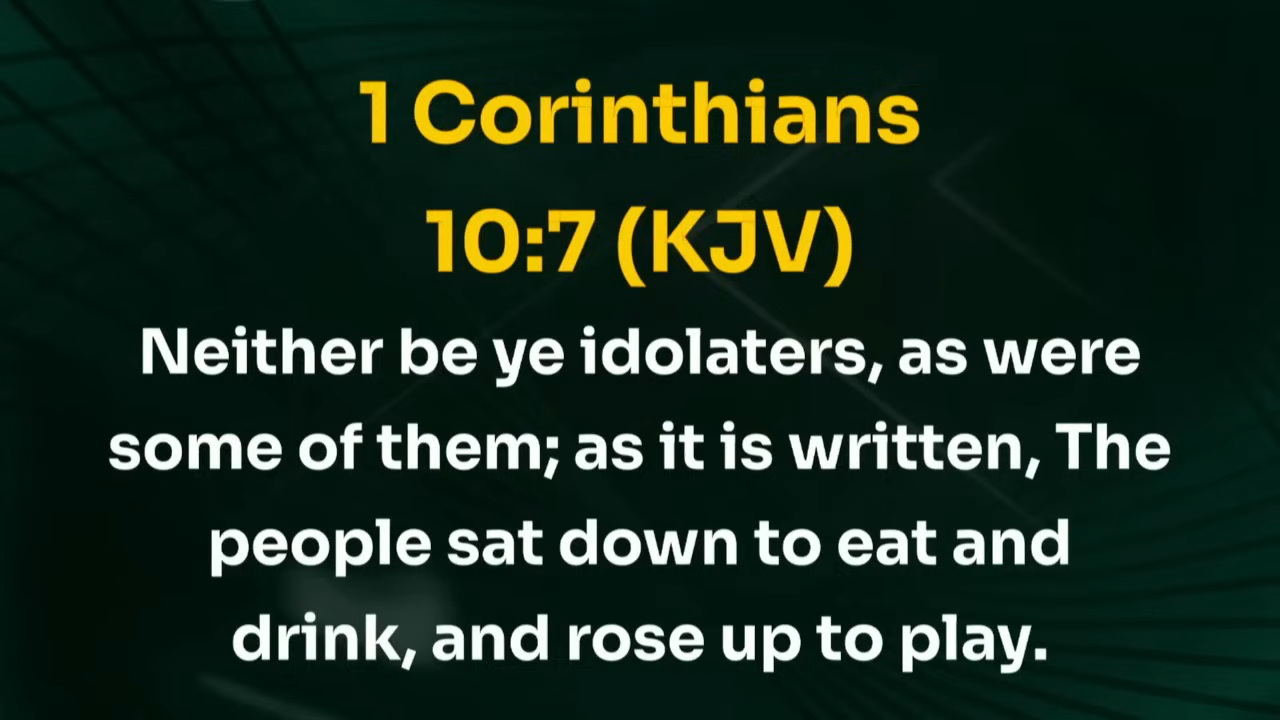 1 Corinthians
10:7 (KJV)
Neither be ye idolaters, as were
some of them; as it is written, The
people sat down to eat and
drink, and rose up to play.